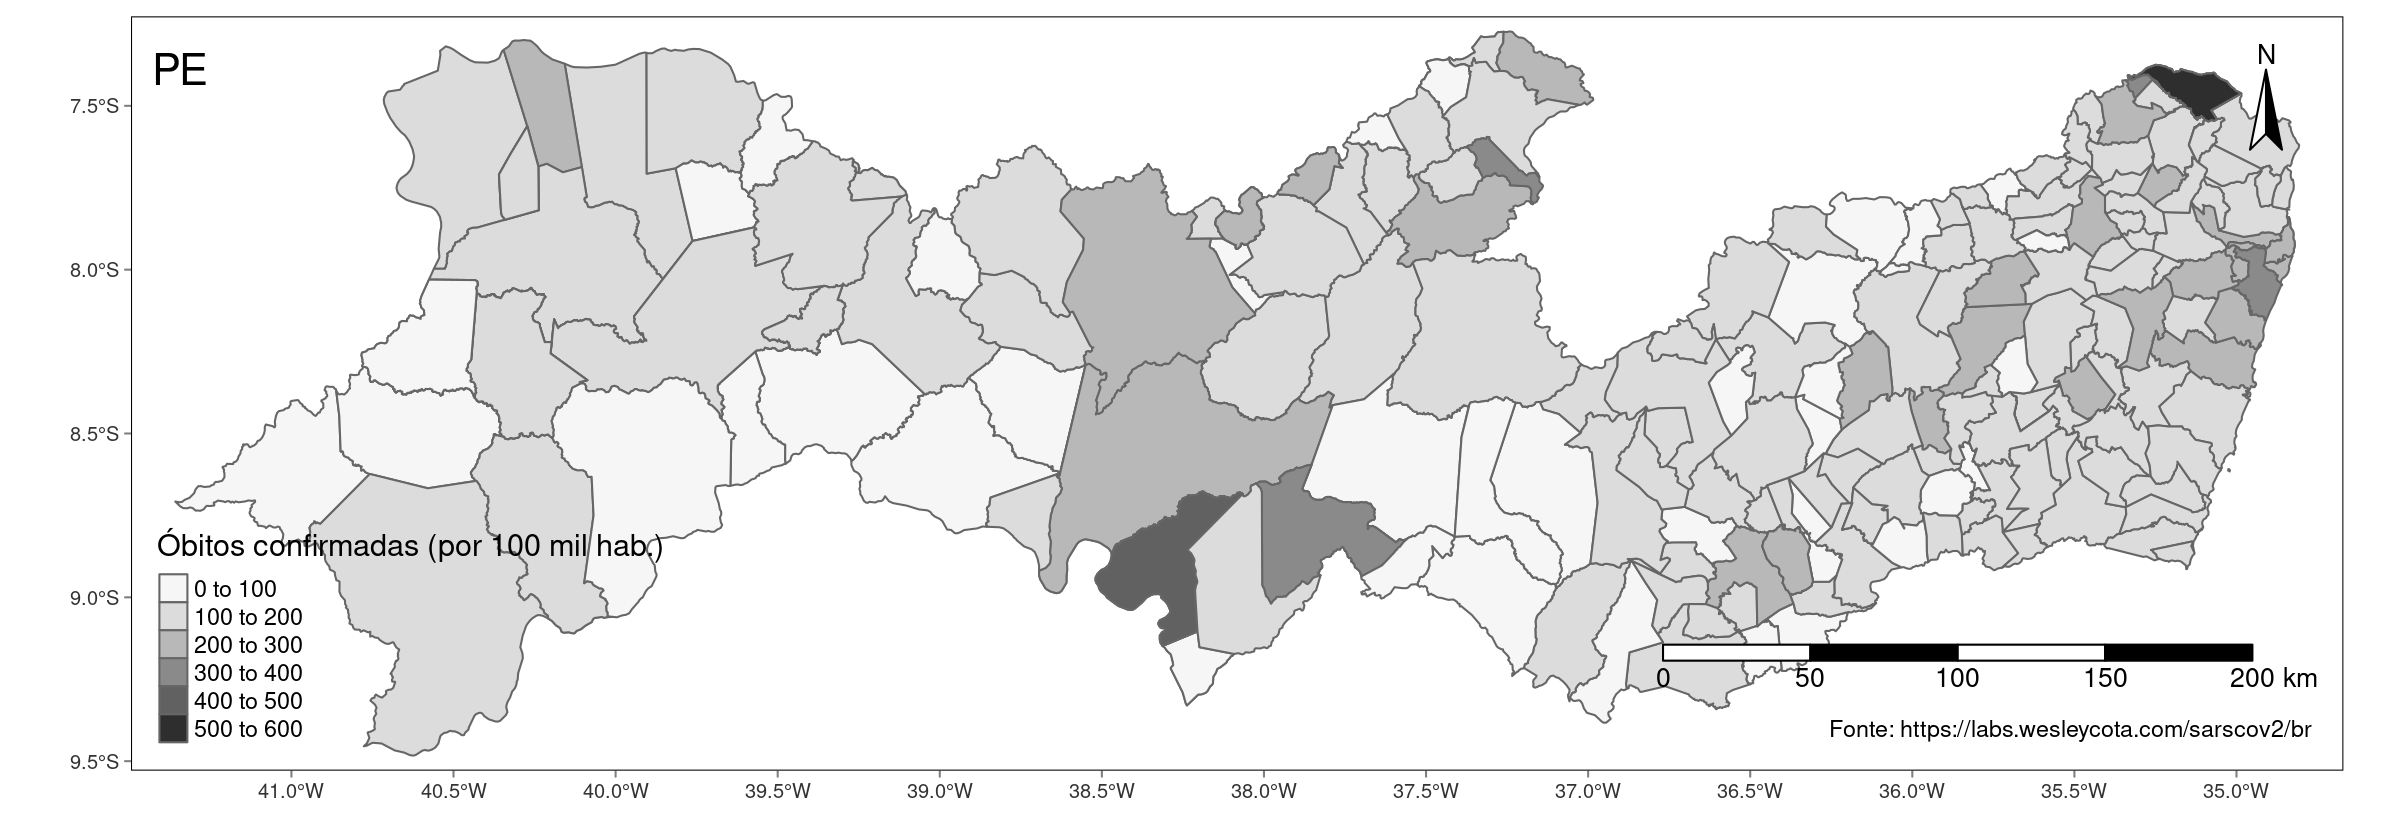 PE
N
7.5°S
8.0°S
8.5°S
9.0°S
9.5°S
Óbitos confirmadas (por 100 mil hab.)
0 to 100
100 to 200
200 to 300
300 to 400
400 to 500
500 to 600
0 50 100 150 200 km
Fonte: https://labs.wesleycota.com/sarscov2/br
41.0°W 40.5°W 40.0°W 39.5°W 39.0°W 38.5°W 38.0°W 37.5°W 37.0°W 36.5°W 36.0°W 35.5°W 35.0°W